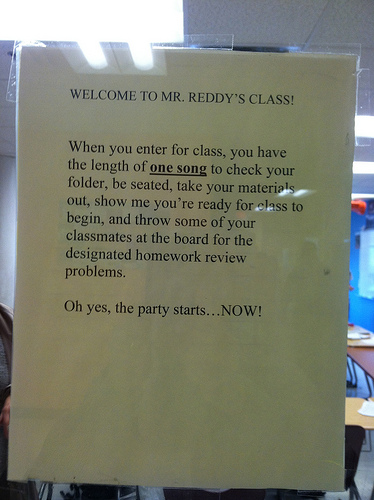 WELCOME TO MR. REDDY'S CLASS!
When you enter for class, you have
the length of one song to check your
folder, be seated, take your materials
out, show me you're ready for class to
begin, and throw some of your
classmates at the board for the
designated homework review
problems.
Oh yes, the party starts…NOW!